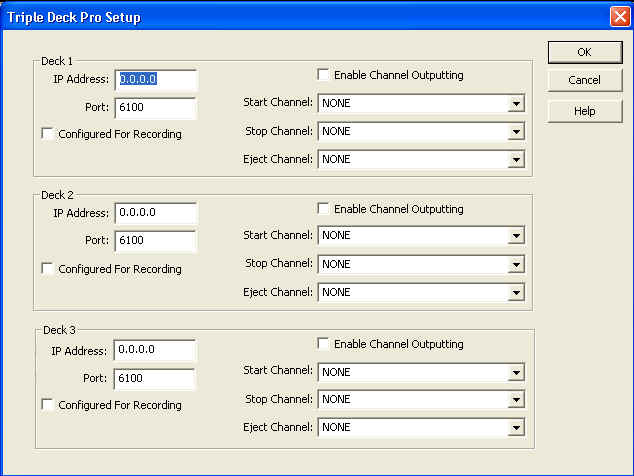 Triple Deck Pro Setup
Deck 1
IP Address: 0.0.0.0
Port: 6100
Configured For Recording
Enable Channel Outputting
Start Channel: NONE
Stop Channel: NONE
Eject Channel: NONE
OK
Cancel
Help
Deck 2
IP Address: 0.0.0.0
Port: 6100
Configured For Recording
Enable Channel Outputting
Start Channel: NONE
Stop Channel: NONE
Eject Channel: NONE
Deck 3
IP Address: 0.0.0.0
Port: 6100
Configured For Recording
Enable Channel Outputting
Start Channel: NONE
Stop Channel: NONE
Eject Channel: NONE